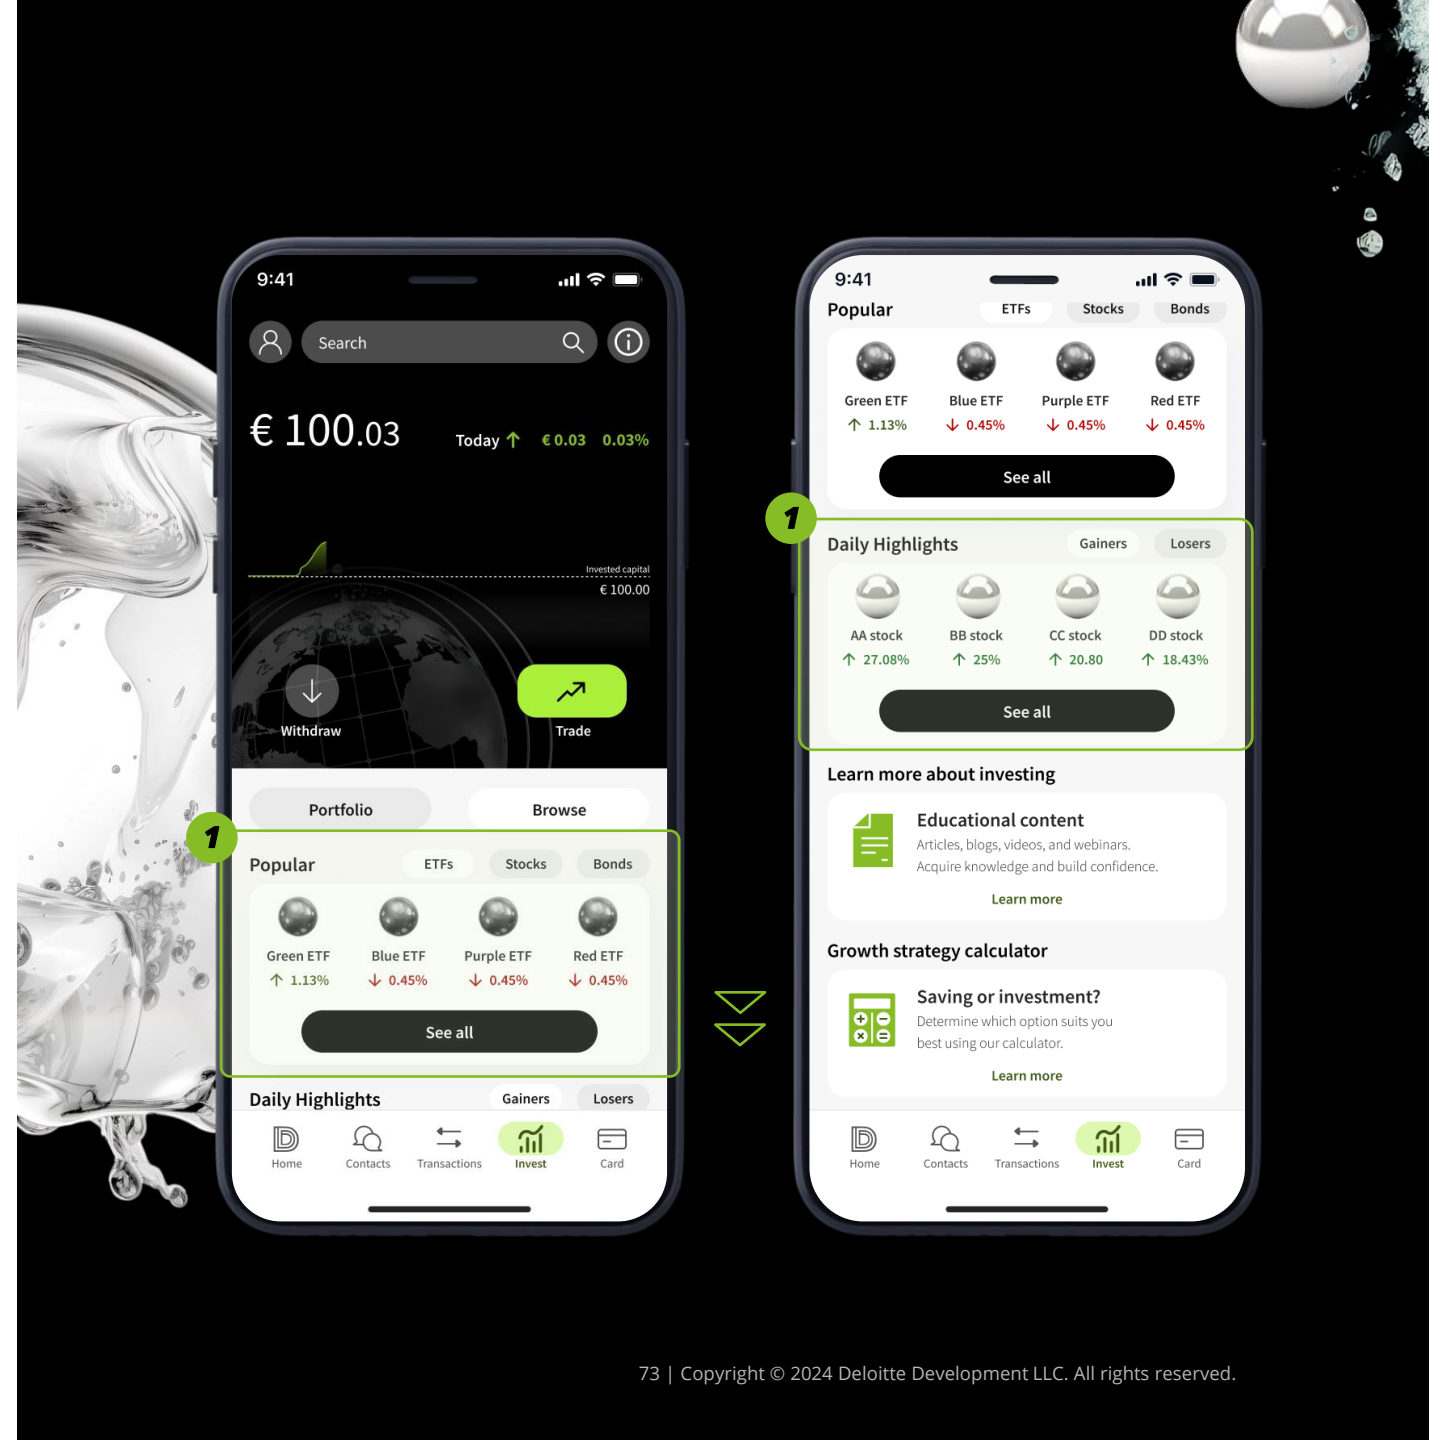 9:41
Search
€ 100.03
Today ↑ € 0.03 0.03%
Invested capital
€ 100.00
Withdraw
Trade
Portfolio
Browse
1
Popular
ETFs
Stocks
Bonds
Green ETF
Blue ETF
Purple ETF
Red ETF
↑ 1.13%
↓ 0.45%
↓ 0.45%
↓ 0.45%
See all
Daily Highlights
Gainers
Losers
Home
Contacts
Transactions
Invest
Card
9:41
Popular
ETFs
Stocks
Bonds
Green ETF
Blue ETF
Purple ETF
Red ETF
↑ 1.13%
↓ 0.45%
↓ 0.45%
↓ 0.45%
See all
1
Daily Highlights
Gainers
Losers
AA stock
BB stock
CC stock
DD stock
↑ 27.08%
↑ 25%
↑ 20.80
↑ 18.43%
See all
Learn more about investing
Educational content
Articles, blogs, videos, and webinars.
Acquire knowledge and build confidence.
Learn more
Growth strategy calculator
Saving or investment?
Determine which option suits you
best using our calculator.
Learn more
Home
Contacts
Transactions
Invest
Card
73 | Copyright © 2024 Deloitte Development LLC. All rights reserved.